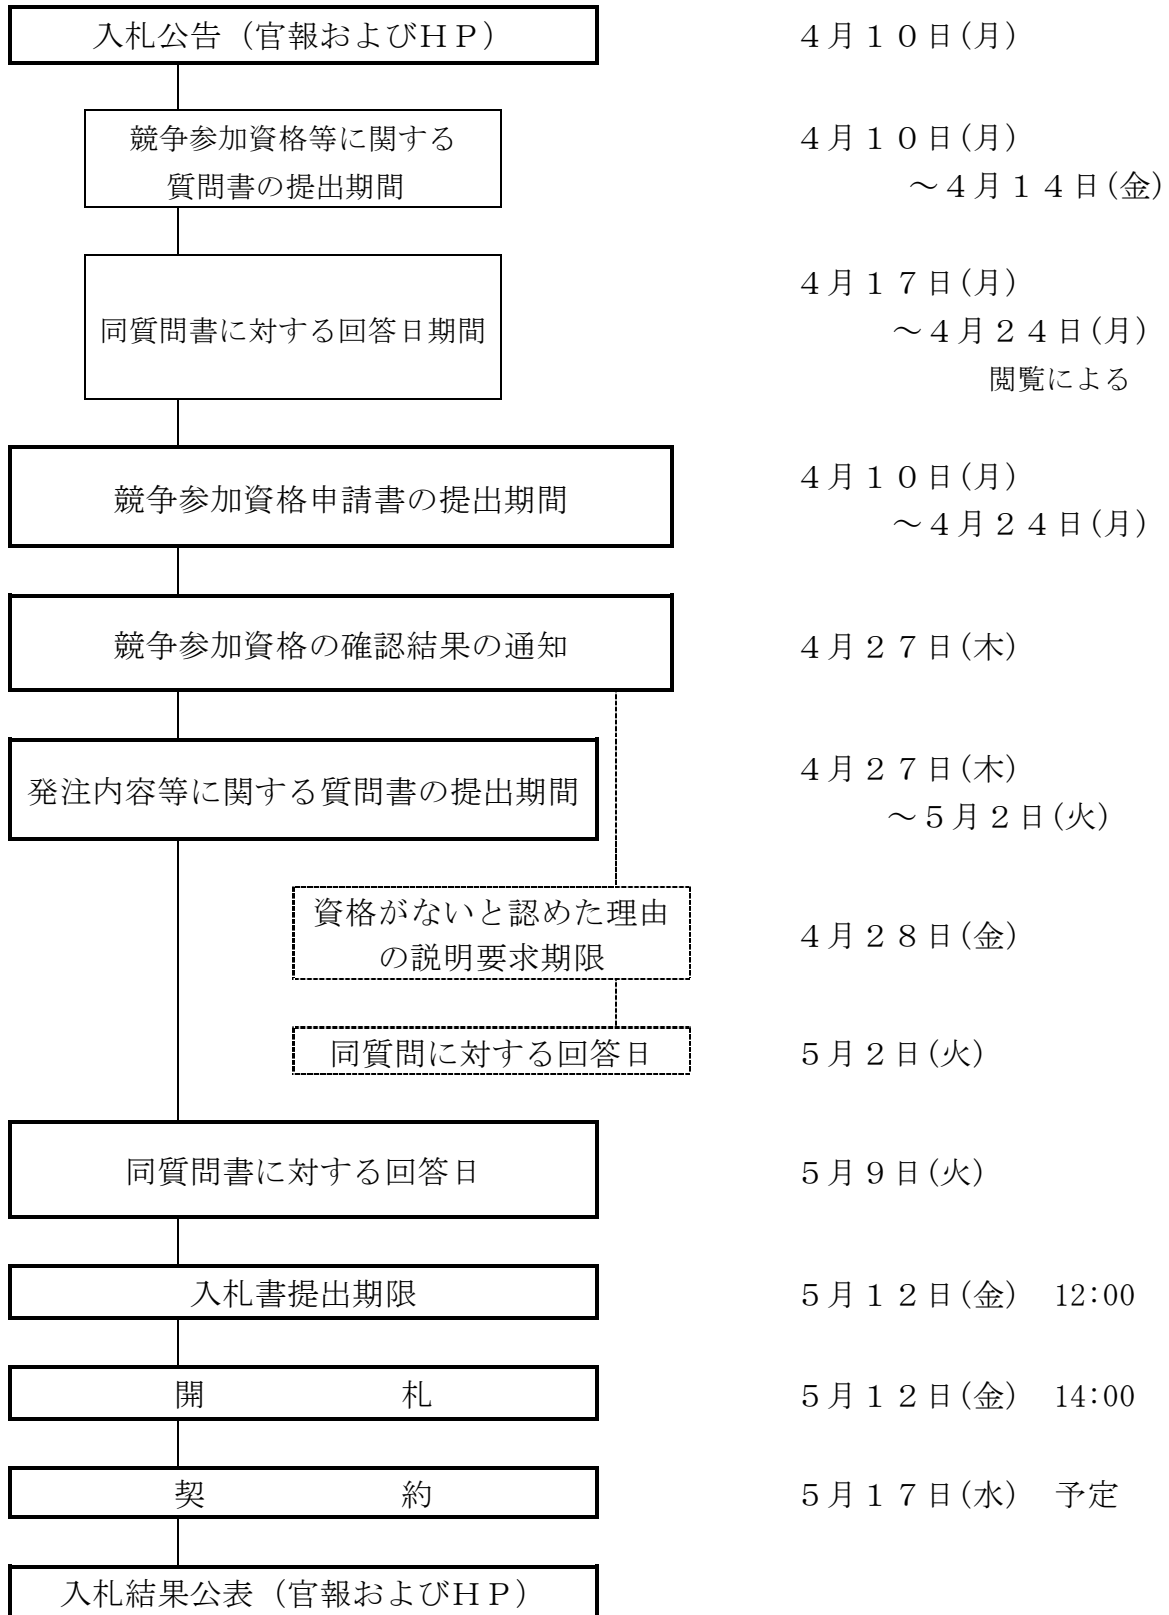 入札公告（官報およびＨＰ）　４月１０日(月)
競争参加資格等に関する　４月１０日(月)
質問書の提出期間　～４月１４日(金)
４月１７日(月)
同質問書に対する回答日期間　～４月２４日(月)
閲覧による
４月１０日(月)
競争参加資格申請書の提出期間
～４月２４日(月)
競争参加資格の確認結果の通知　４月２７日(木)
４月２７日(木)
発注内容等に関する質問書の提出期間
～５月２日(火)
資格がないと認めた理由
の説明要求期限　４月２８日(金)
同質問に対する回答日　５月２日(火)
同質問書に対する回答日　５月９日(火)
入札書提出期限　５月１２日(金)　12:00
開　　　　　　札　５月１２日(金)　14:00
契　　　　　　約　５月１７日(水)　予定
入札結果公表（官報およびＨＰ）